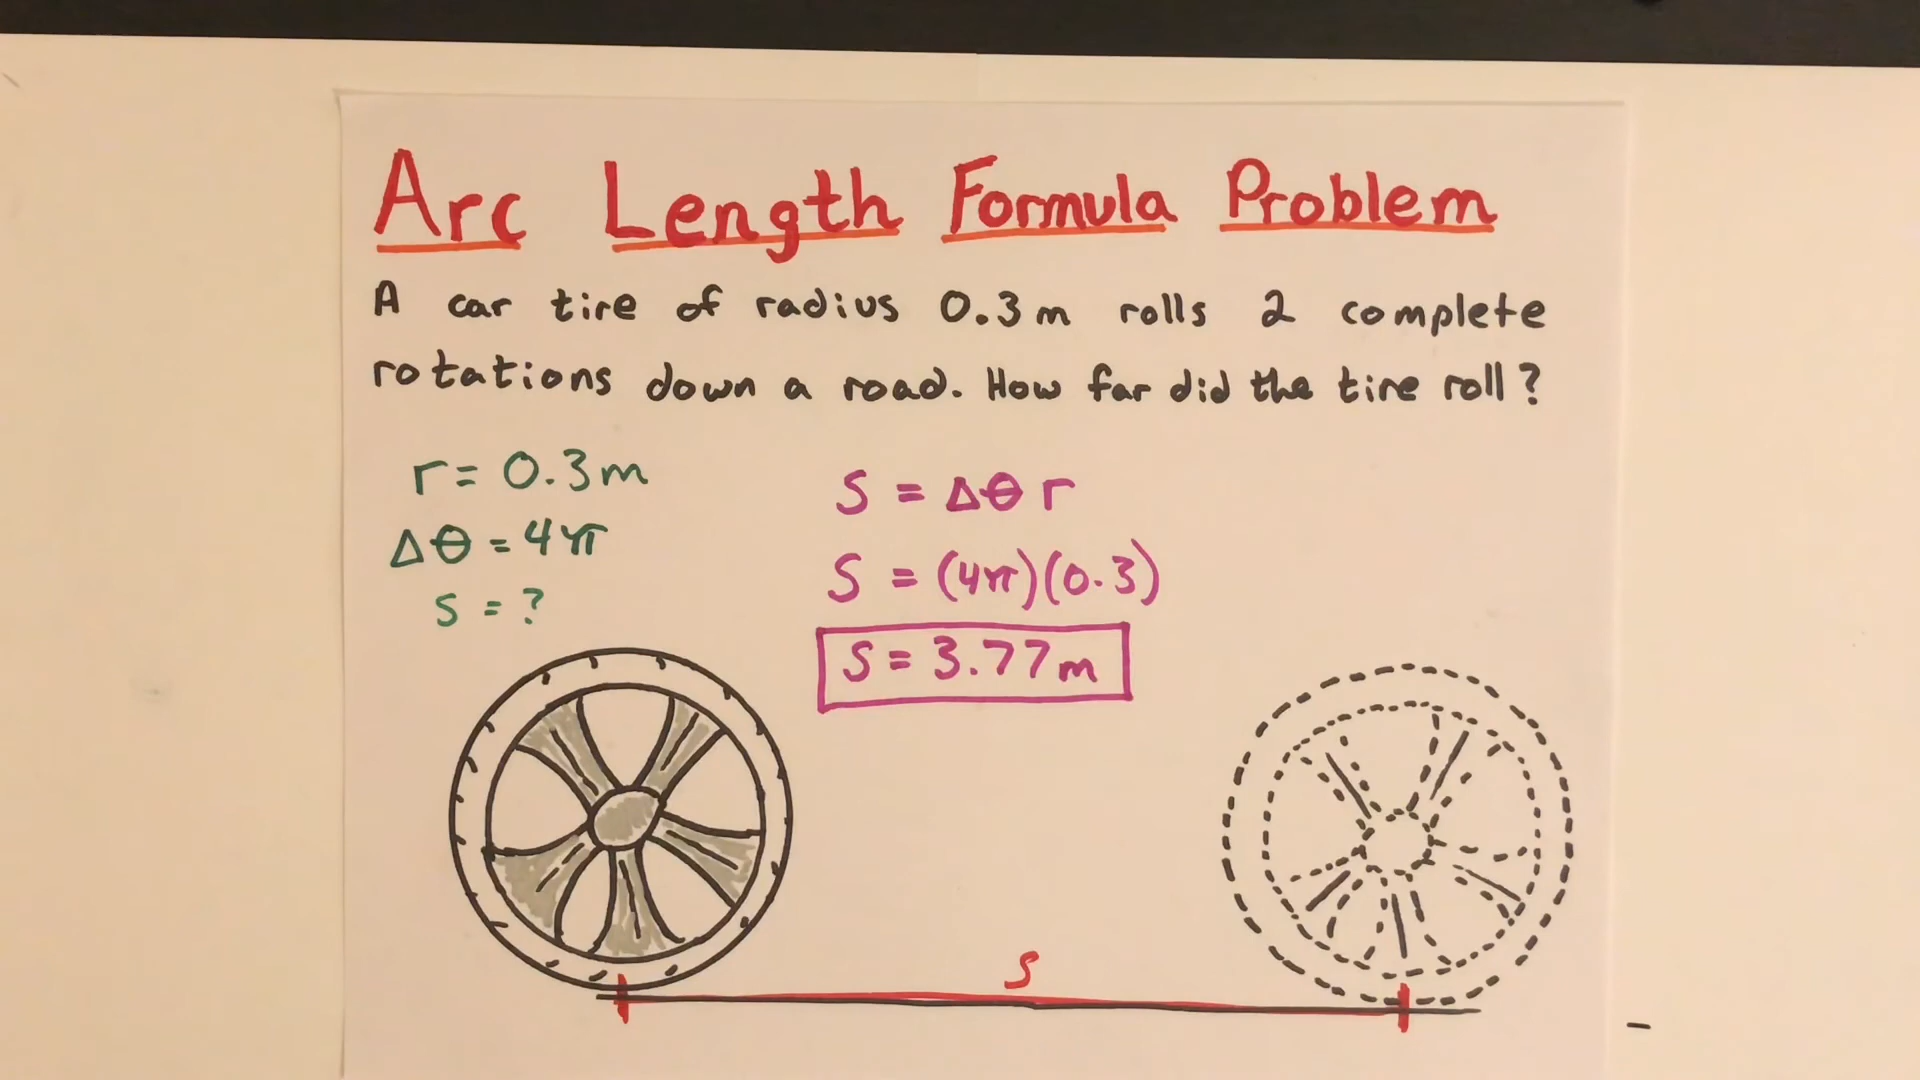 Arc Length Formula Problem
A car tire of radius 0.3m rolls 2 complete
rotations down a road. How far did the tire roll?
r = 0.3m
Δθ = 4π
S = ?
S = Δθ r
S = (4π)(0.3)
S = 3.77m
S